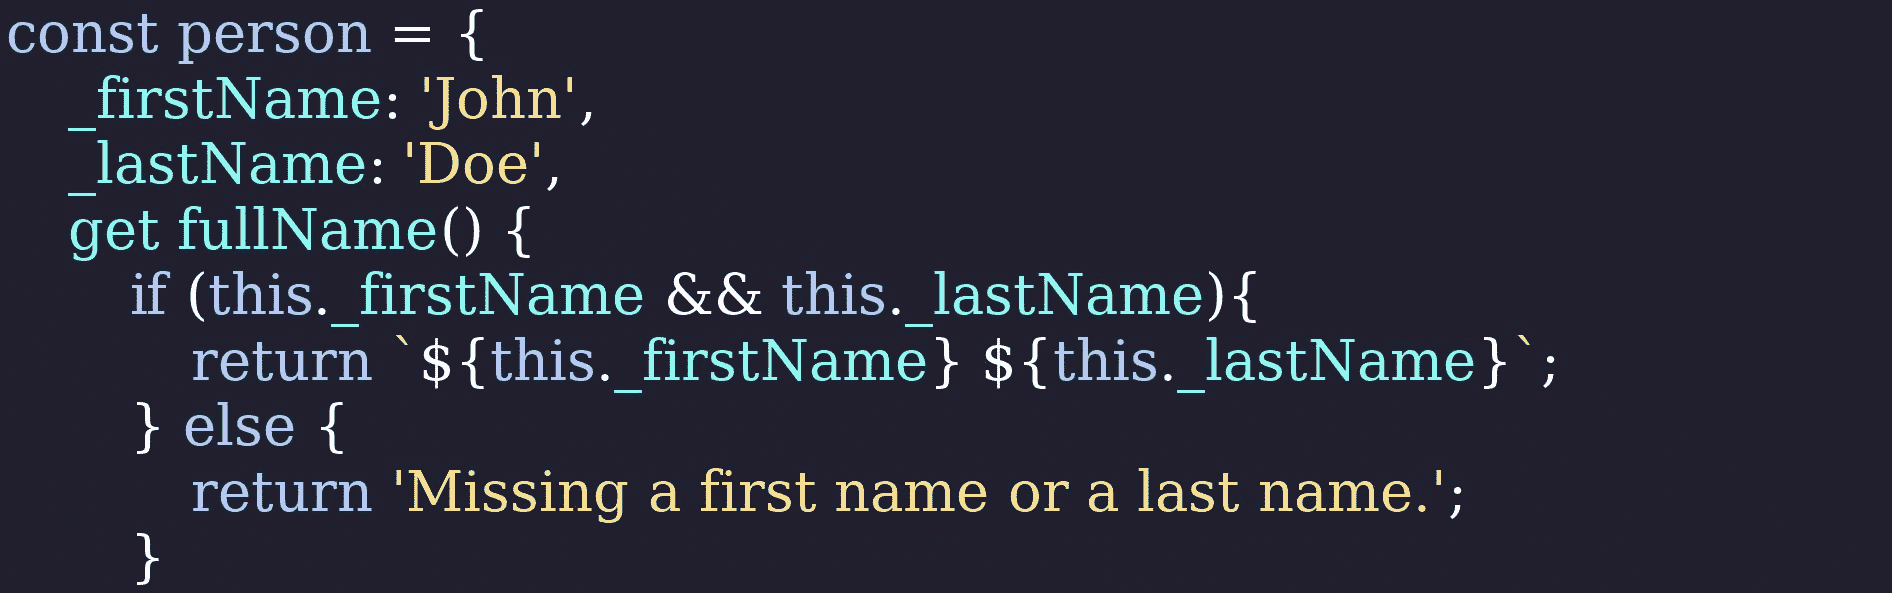 const person = {
    _firstName: 'John',
    _lastName: 'Doe',
    get fullName() {
        if (this._firstName && this._lastName){
            return `${this._firstName} ${this._lastName}`;
        } else {
            return 'Missing a first name or a last name.';
        }